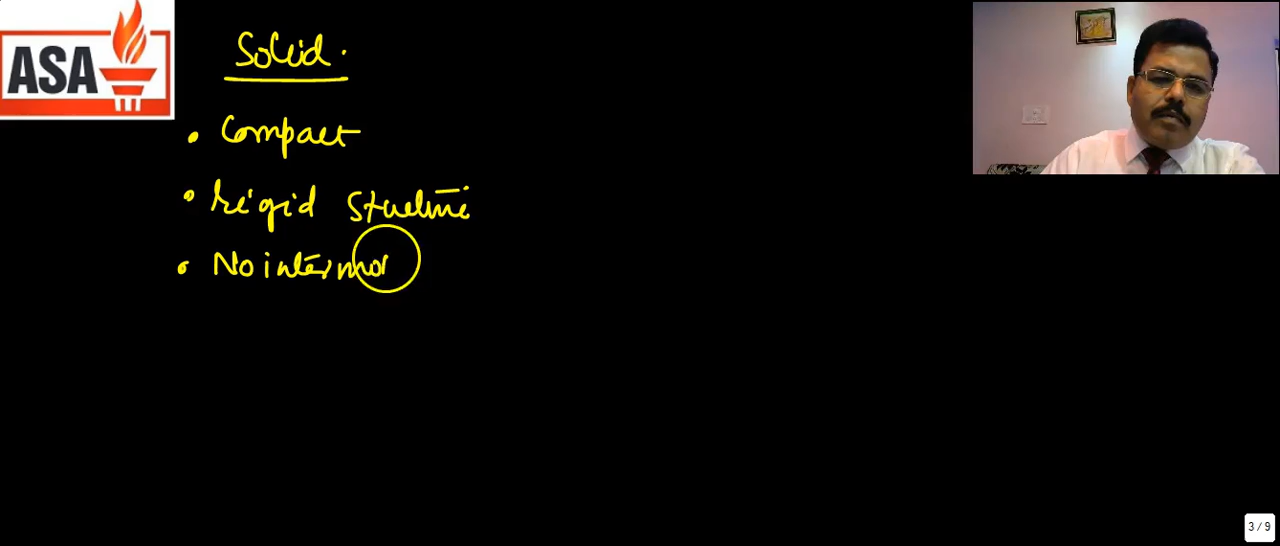 ASA
Solid.
• Compact
• Rigid Structure
• No intermol
3 / 9